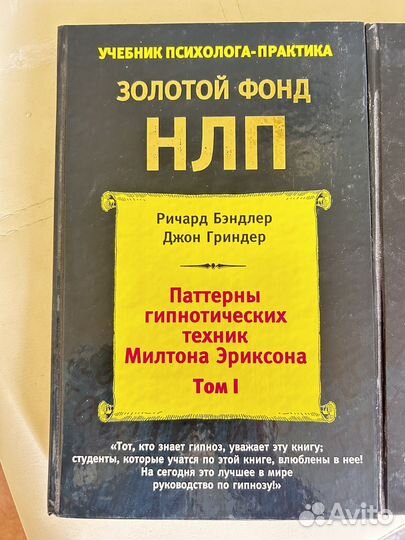 УЧЕБНИК ПСИХОЛОГА-ПРАКТИКА
ЗОЛОТОЙ ФОНД
НЛП
Ричард Бэндлер
Джон Гриндер
Паттерны
гипнотических
техник
Милтона Эриксона
Том I
«Тот, кто знает гипноз, уважает эту книгу;
студенты, которые учатся по этой книге, влюблены в нее!
На сегодня это лучшее в мире
руководство по гипнозу!»
Avito